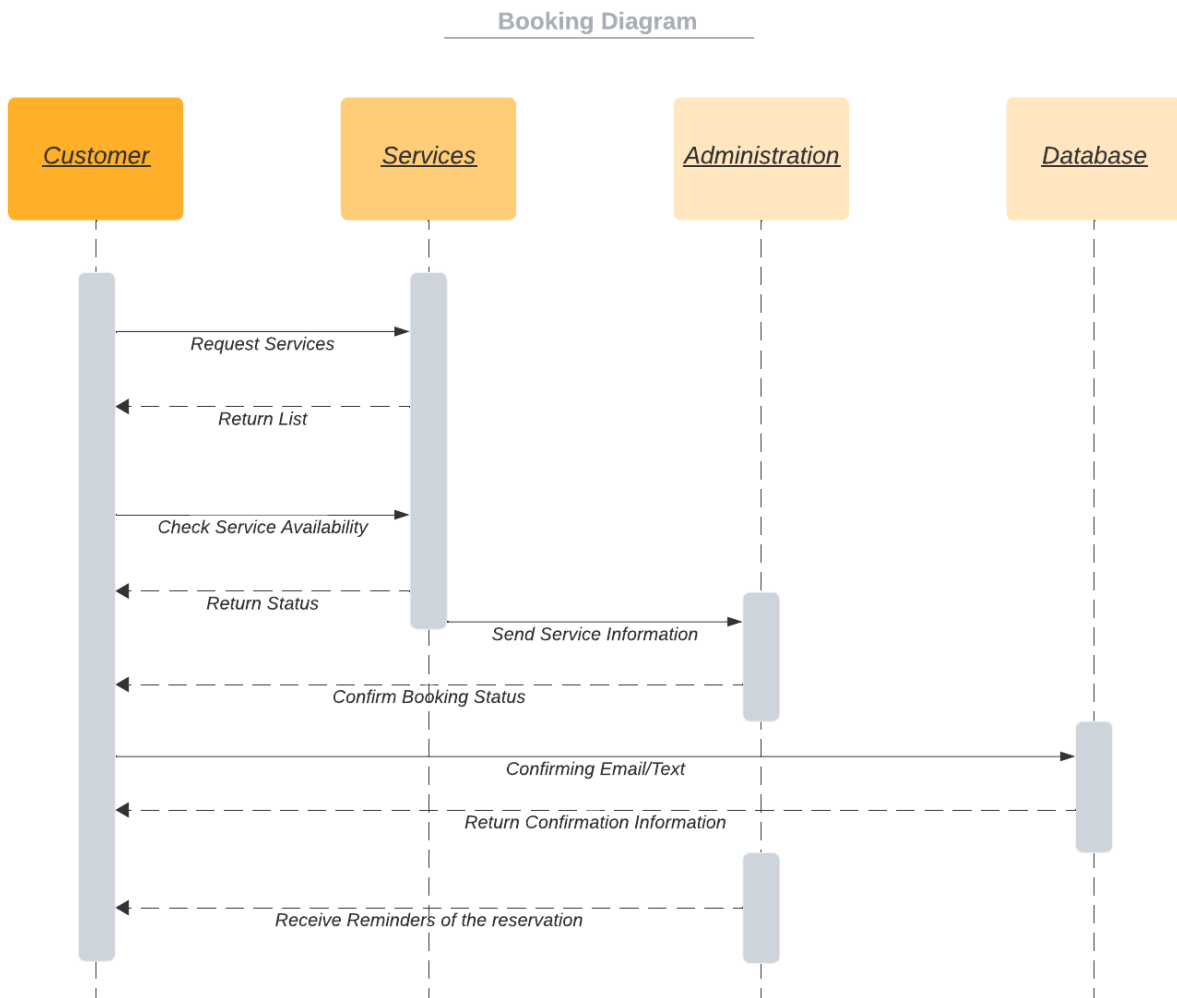 Booking Diagram
Customer
Services
Administration
Database
Request Services
Return List
Check Service Availability
Return Status
Send Service Information
Confirm Booking Status
Confirming Email/Text
Return Confirmation Information
Receive Reminders of the reservation